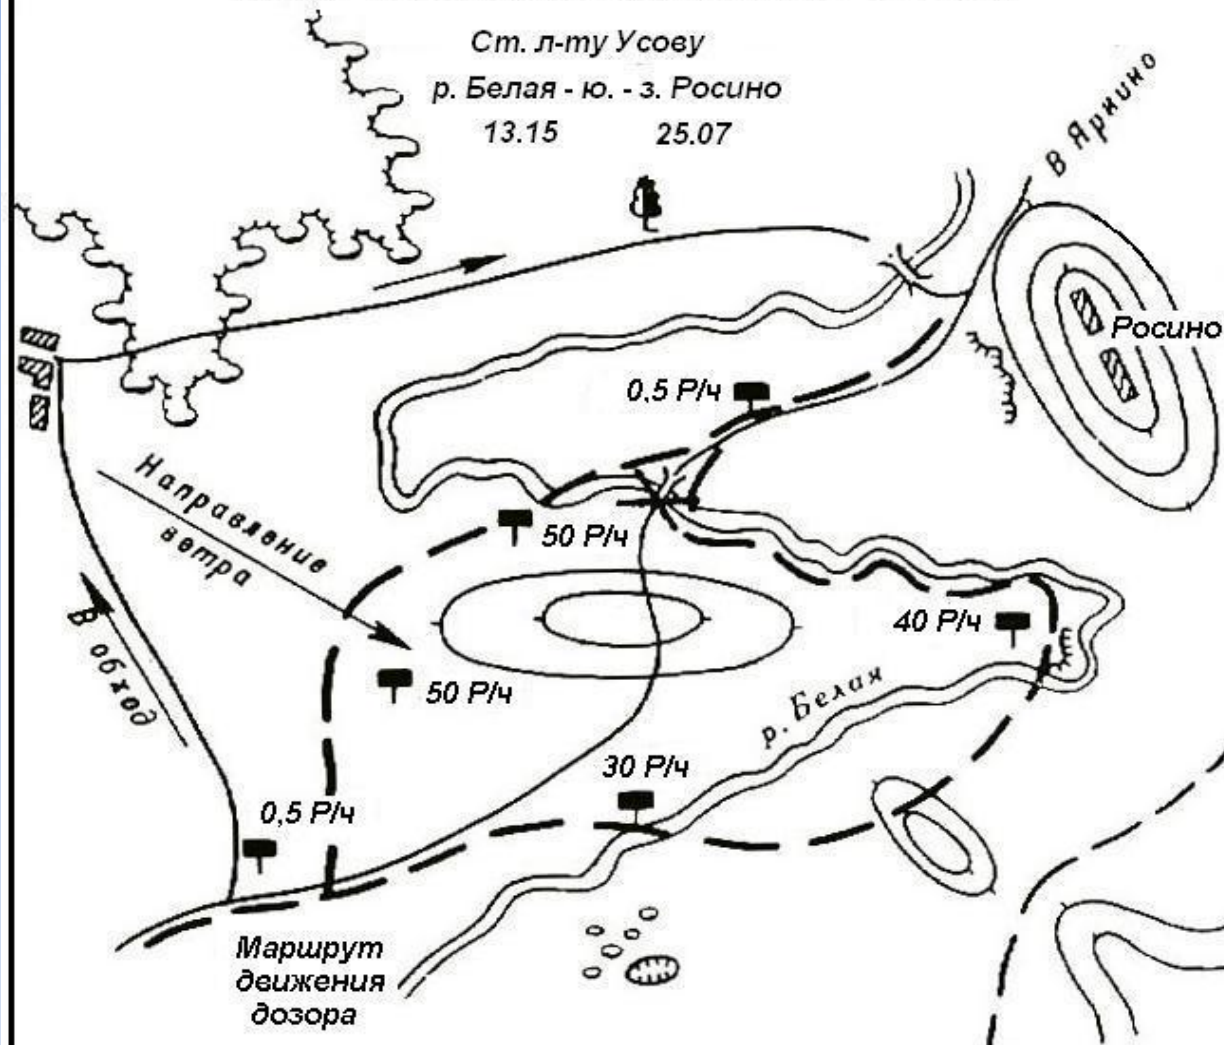 Ст. л-ту Усову
р. Белая - ю. - з. Росино
13.15 25.07
В Яркино
Росино
0,5 Р/ч
Направление
ветра
50 Р/ч
В обход
40 Р/ч
50 Р/ч
р. Белая
30 Р/ч
0,5 Р/ч
Маршрут
движения
дозора